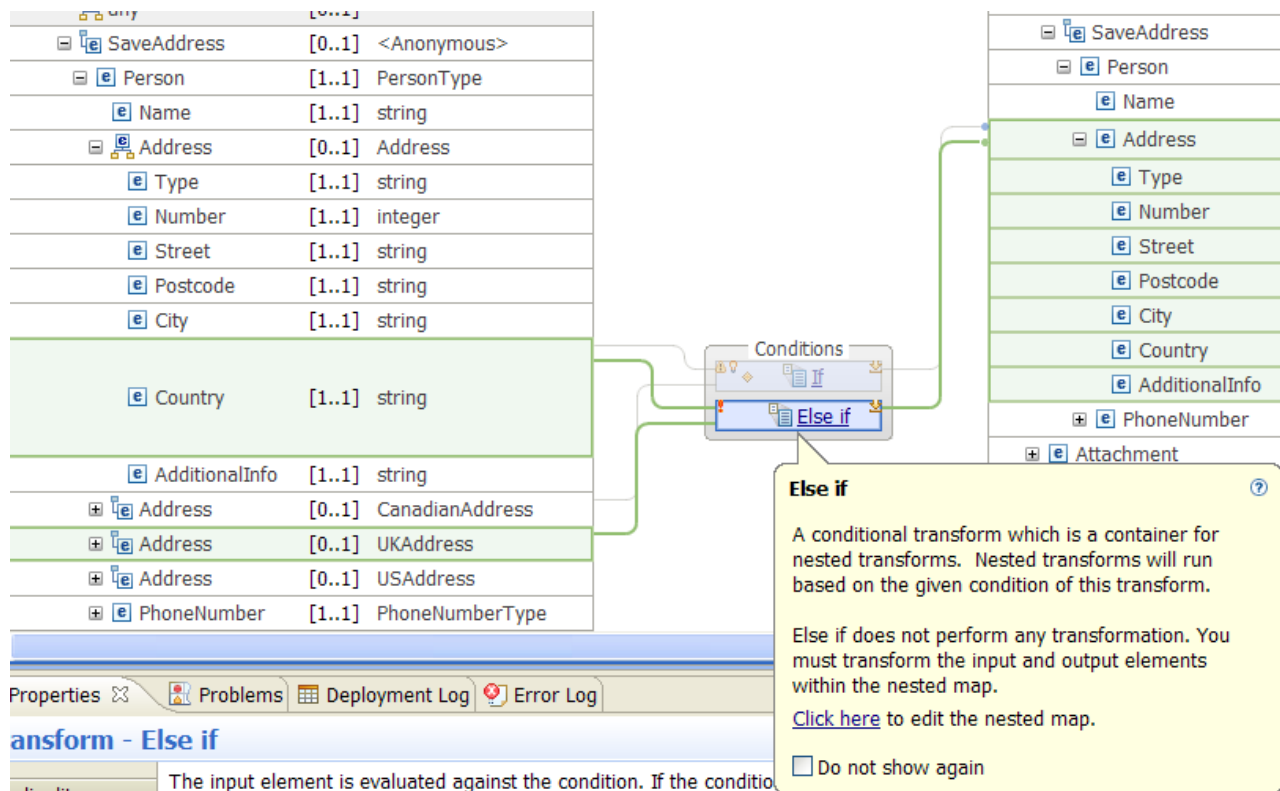 any [0..1]
SaveAddress [0..1] <Anonymous>
Person [1..1] PersonType
Name [1..1] string
Address [0..1] Address
Type [1..1] string
Number [1..1] integer
Street [1..1] string
Postcode [1..1] string
City [1..1] string
Country [1..1] string
AdditionalInfo [1..1] string
Address [0..1] CanadianAddress
Address [0..1] UKAddress
Address [0..1] USAddress
PhoneNumber [1..1] PhoneNumberType
Conditions
If
Else if
SaveAddress
Person
Name
Address
Type
Number
Street
Postcode
City
Country
AdditionalInfo
PhoneNumber
Attachment
Else if
A conditional transform which is a container for
nested transforms. Nested transforms will run
based on the given condition of this transform.
Else if does not perform any transformation. You
must transform the input and output elements
within the nested map.
Click here to edit the nested map.
Do not show again
Properties Problems Deployment Log Error Log
ansform - Else if
The input element is evaluated against the condition. If the conditio